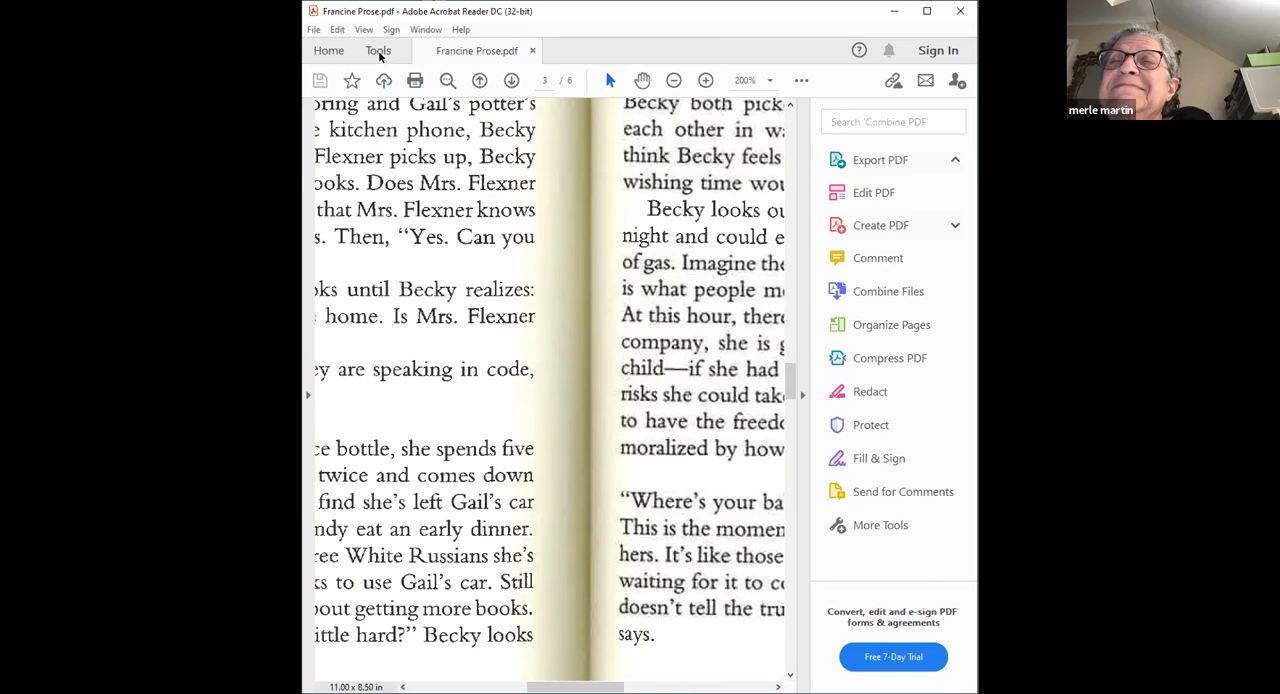 Francine Prose.pdf - Adobe Acrobat Reader DC (32-bit)
File Edit View Sign Window Help
Home Tools Francine Prose.pdf × Sign In
3 / 6 200%
oring and Gail's potter's
e kitchen phone, Becky
Flexner picks up, Becky
ooks. Does Mrs. Flexner
that Mrs. Flexner knows
s. Then, “Yes. Can you
oks until Becky realizes:
home. Is Mrs. Flexner
ey are speaking in code,
ce bottle, she spends five
twice and comes down
find she's left Gail's car
ndy eat an early dinner.
ree White Russians she's
ks to use Gail's car. Still
bout getting more books.
ittle hard?” Becky looks
Becky both pick
each other in wa
think Becky feels
wishing time wou
Becky looks ou
night and could e
of gas. Imagine the
is what people me
At this hour, there
company, she is g
child—if she had
risks she could take
to have the freedo
moralized by how
“Where's your ba
This is the momen
hers. It's like those
waiting for it to co
doesn't tell the tru
says.
11.00 x 8.50 in
Search 'Combine PDF'
Export PDF
Edit PDF
Create PDF
Comment
Combine Files
Organize Pages
Compress PDF
Redact
Protect
Fill & Sign
Send for Comments
More Tools
Convert, edit and e-sign PDF
forms & agreements
Free 7-Day Trial
merle martin